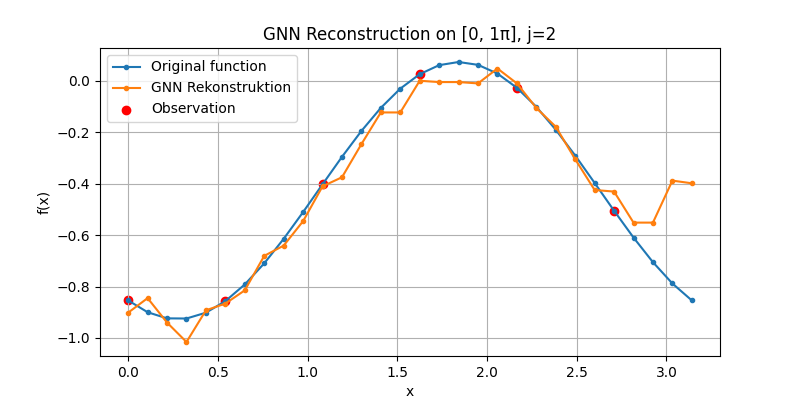 GNN Reconstruction on [0, 1π], j=2
Original function
GNN Rekonstruktion
Observation
f(x)
0.0
−0.2
−0.4
−0.6
−0.8
−1.0
0.0 0.5 1.0 1.5 2.0 2.5 3.0
x